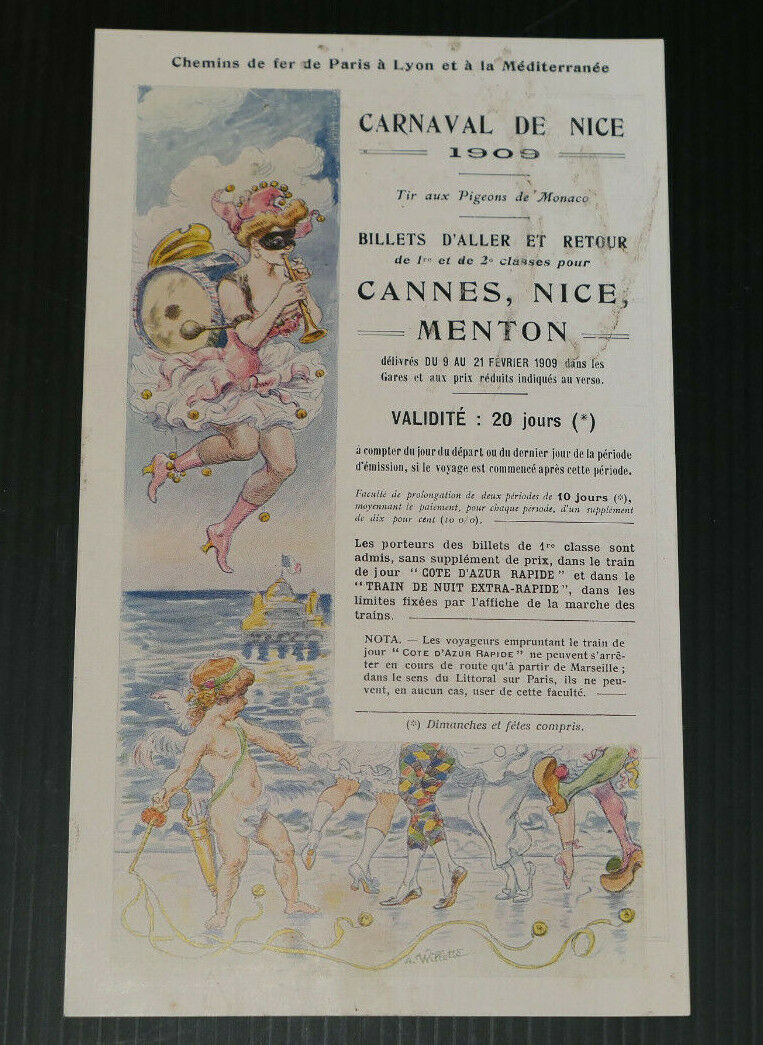 Chemins de fer de Paris à Lyon et à la Méditerranée
CARNAVAL DE NICE
1909
Tir aux Pigeons de Monaco
BILLETS D'ALLER ET RETOUR
de 1re et de 2e classes pour
CANNES, NICE,
MENTON
délivrés DU 9 AU 21 FÉVRIER 1909 dans les
Gares et aux prix réduits indiqués au verso.
VALIDITÉ : 20 jours (*)
à compter du jour du départ ou du dernier jour de la période
d'émission, si le voyage est commencé après cette période.
Faculté de prolongation de deux périodes de 10 jours (*),
moyennant le paiement, pour chaque période, d'un supplément
de dix pour cent (10 0/0).
Les porteurs des billets de 1re classe sont
admis, sans supplément de prix, dans le train
de jour "COTE D'AZUR RAPIDE" et dans le
"TRAIN DE NUIT EXTRA-RAPIDE", dans les
limites fixées par l'affiche de la marche des
trains.
NOTA. — Les voyageurs empruntant le train de
jour "COTE D'AZUR RAPIDE" ne peuvent s'arrê-
ter en cours de route qu'à partir de Marseille ;
dans le sens du Littoral sur Paris, ils ne peu-
vent, en aucun cas, user de cette faculté.
(*) Dimanches et fêtes compris.
A. Willette